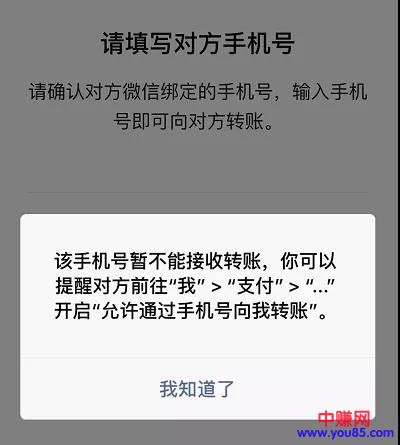 请填写对方手机号
请确认对方微信绑定的手机号，输入手机
号即可向对方转账。
该手机号暂不能接收转账，你可以
提醒对方前往“我” > “支付” > “...”
开启“允许通过手机号向我转账”。
我知道了
中赚网
www.you85.com